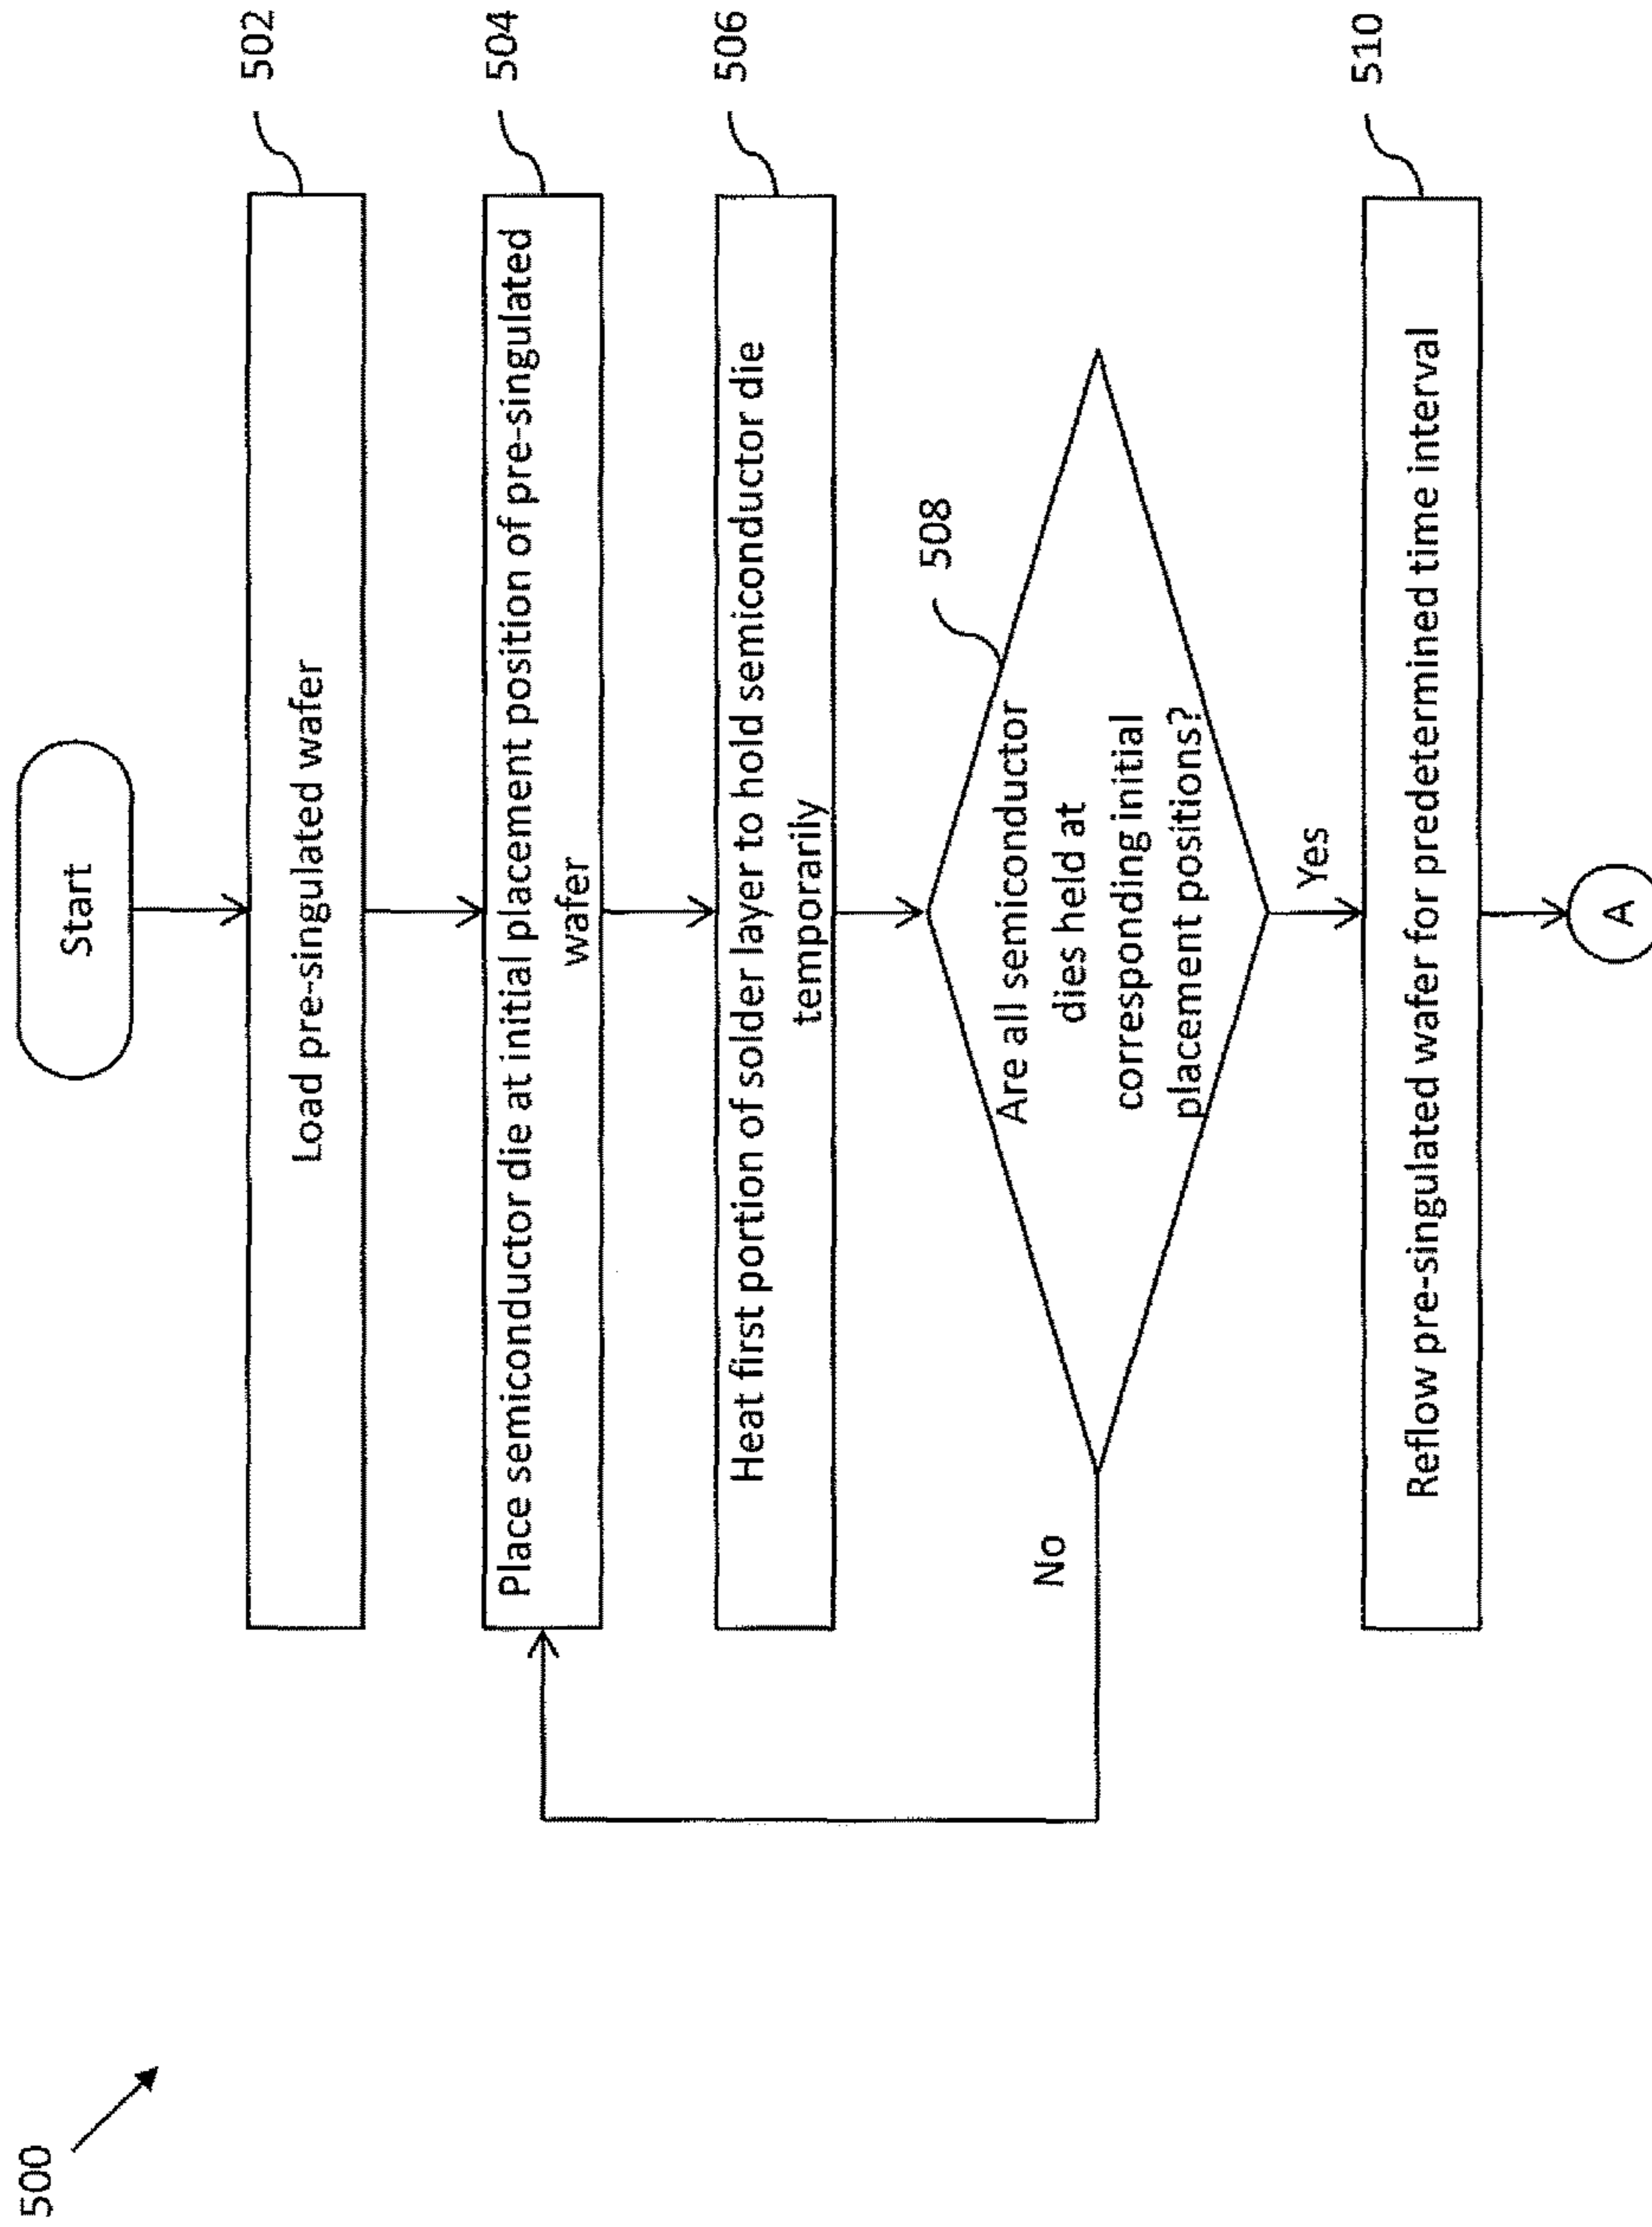 500
Start
502
Load pre-singulated wafer
504
Place semiconductor die at initial placement position of pre-singulated
wafer
506
Heat first portion of solder layer to hold semiconductor die
temporarily
508
Are all semiconductor
dies held at
corresponding initial
placement positions?
No
Yes
510
Reflow pre-singulated wafer for predetermined time interval
A